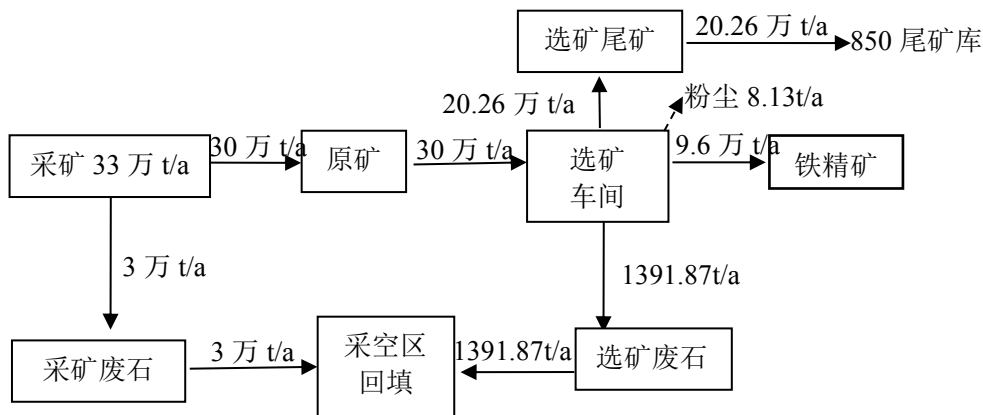 选矿尾矿
20.26 万 t/a
850 尾矿库
20.26 万 t/a
粉尘 8.13t/a
采矿 33 万 t/a
30 万 t/a
原矿
30 万 t/a
选矿
车间
9.6 万 t/a
铁精矿
3 万 t/a
1391.87t/a
采矿废石
3 万 t/a
采空区
回填
1391.87t/a
选矿废石